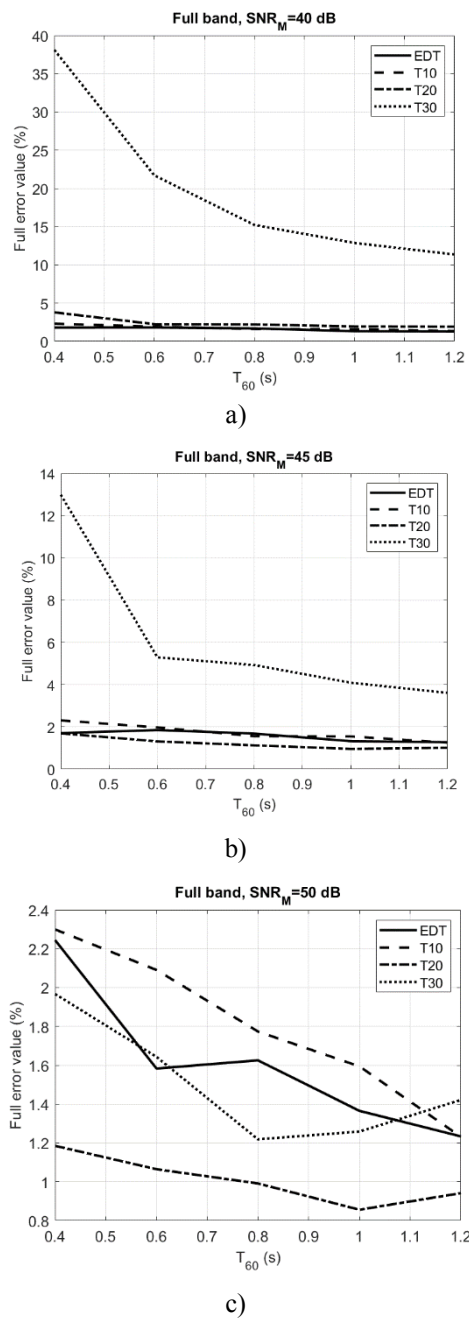 Full band, SNR_M=40 dB
40
35
30
25
20
15
10
5
0
Full error value (%)
EDT
T10
T20
T30
0.4 0.5 0.6 0.7 0.8 0.9 1 1.1 1.2
T_60 (s)
a)
Full band, SNR_M=45 dB
14
12
10
8
6
4
2
0
Full error value (%)
EDT
T10
T20
T30
0.4 0.5 0.6 0.7 0.8 0.9 1 1.1 1.2
T_60 (s)
b)
Full band, SNR_M=50 dB
2.4
2.2
2
1.8
1.6
1.4
1.2
1
0.8
Full error value (%)
EDT
T10
T20
T30
0.4 0.5 0.6 0.7 0.8 0.9 1 1.1 1.2
T_60 (s)
c)